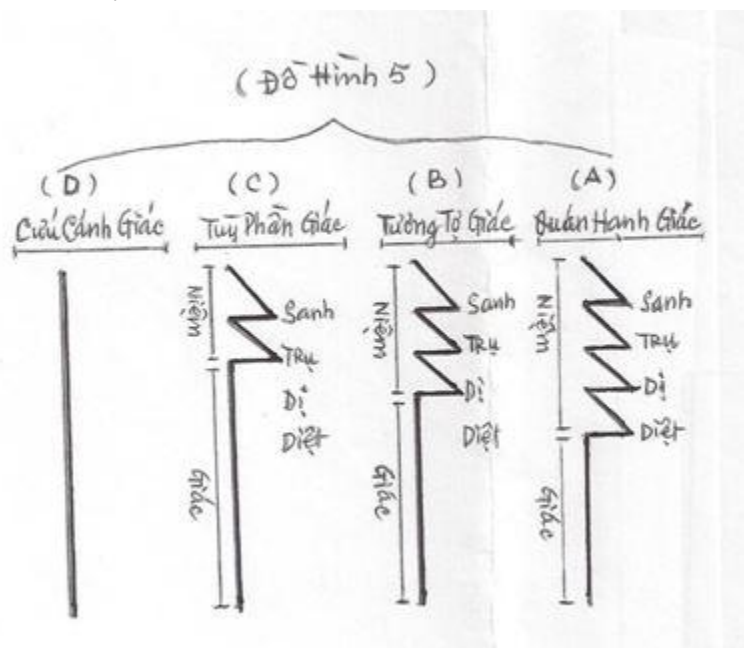 ( Đồ Hình 5 )
(D) (C) (B) (A)
Cứu Cánh Giác Tuỳ Phần Giác Tương Tợ Giác Quán Hạnh Giác
Niệm Sanh Niệm Sanh Niệm Sanh
Trụ Trụ Trụ
Dị Dị Dị
Diệt Diệt Diệt
Giác Giác Giác